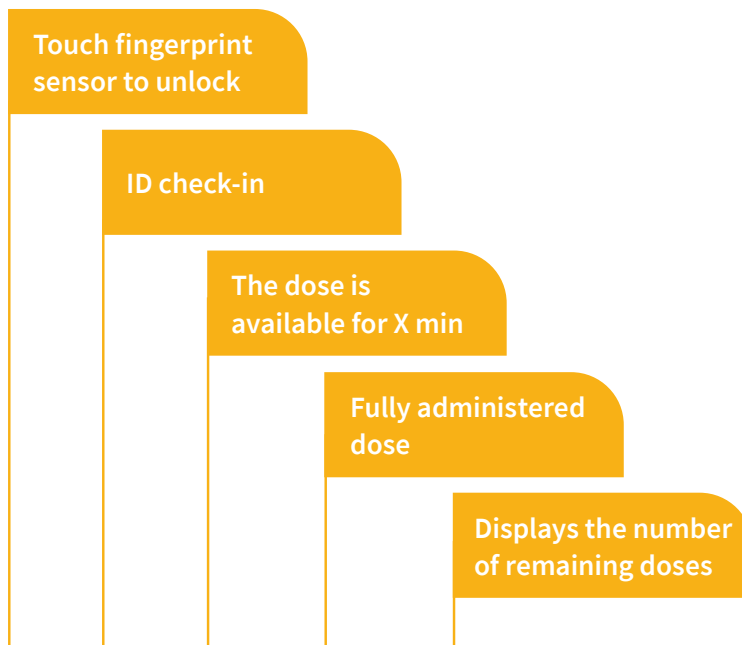 Touch fingerprint
sensor to unlock
ID check-in
The dose is
available for X min
Fully administered
dose
Displays the number
of remaining doses